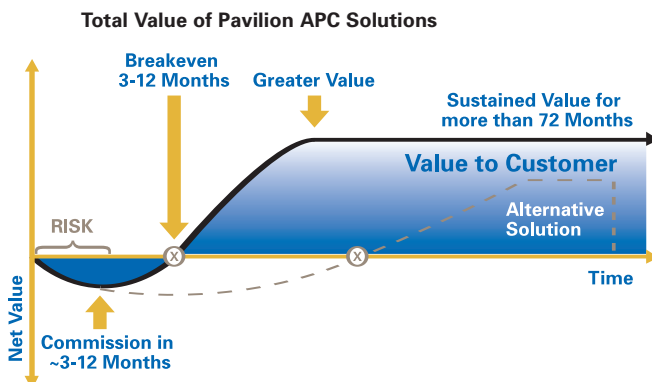 Total Value of Pavilion APC Solutions
Breakeven
3-12 Months
Greater Value
Sustained Value for
more than 72 Months
Value to Customer
RISK
Alternative
Solution
X
X
Time
Net Value
Commission in
~3-12 Months